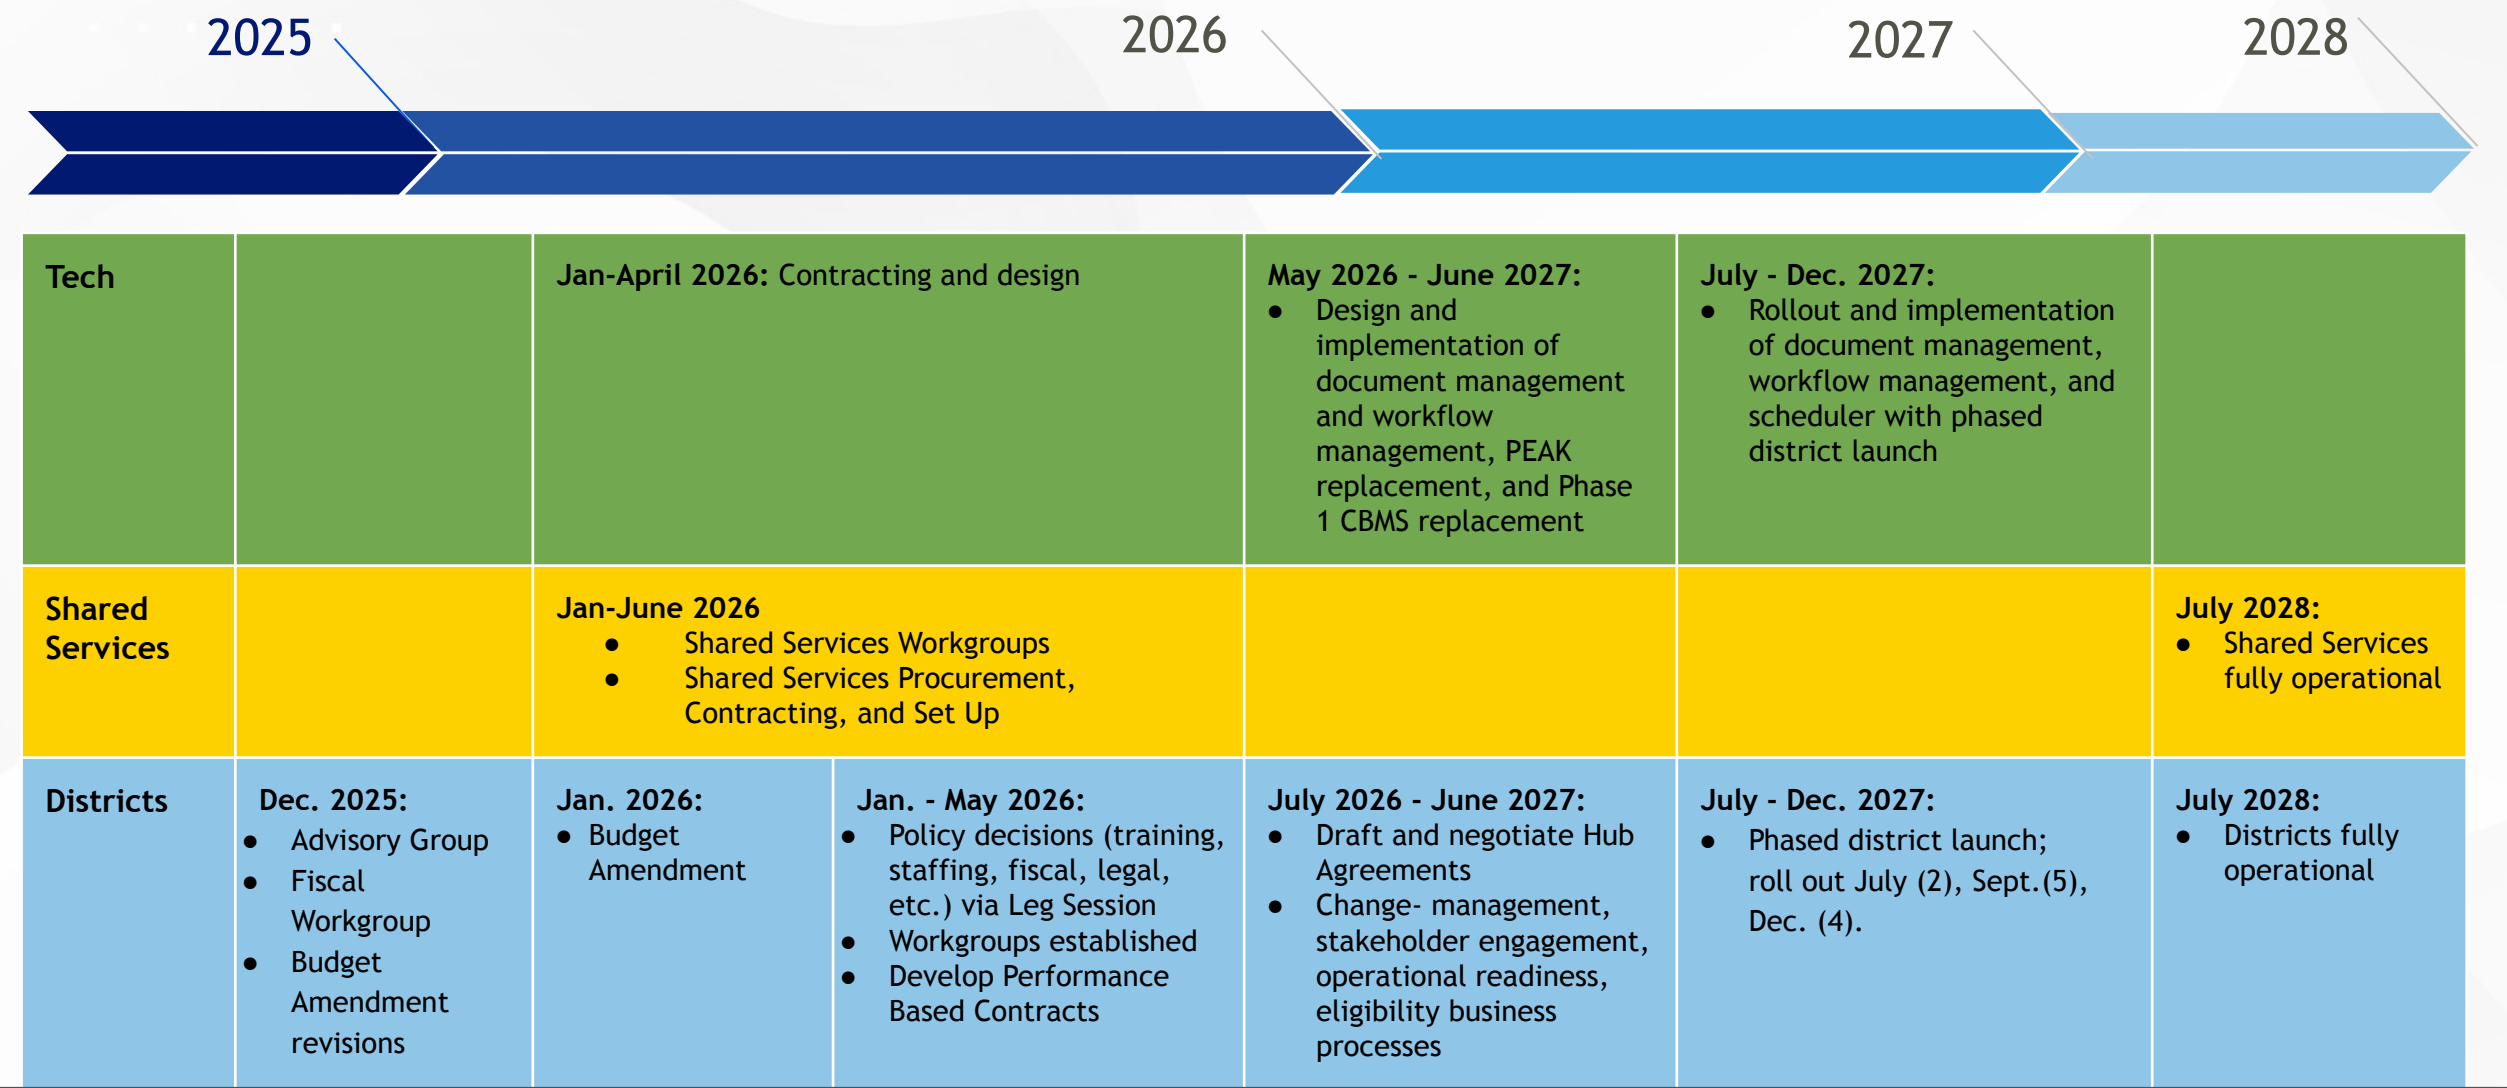 2025
2026
2027
2028
Tech
Jan-April 2026: Contracting and design
May 2026 - June 2027:
● Design and
implementation of
document management
and workflow
management, PEAK
replacement, and Phase
1 CBMS replacement
July - Dec. 2027:
● Rollout and implementation
of document management,
workflow management, and
scheduler with phased
district launch
Shared
Services
Jan-June 2026
● Shared Services Workgroups
● Shared Services Procurement,
Contracting, and Set Up
July 2028:
● Shared Services
fully operational
Districts
Dec. 2025:
● Advisory Group
● Fiscal
Workgroup
● Budget
Amendment
revisions
Jan. 2026:
● Budget
Amendment
Jan. - May 2026:
● Policy decisions (training,
staffing, fiscal, legal,
etc.) via Leg Session
● Workgroups established
● Develop Performance
Based Contracts
July 2026 - June 2027:
● Draft and negotiate Hub
Agreements
● Change- management,
stakeholder engagement,
operational readiness,
eligibility business
processes
July - Dec. 2027:
● Phased district launch;
roll out July (2), Sept.(5),
Dec. (4).
July 2028:
● Districts fully
operational